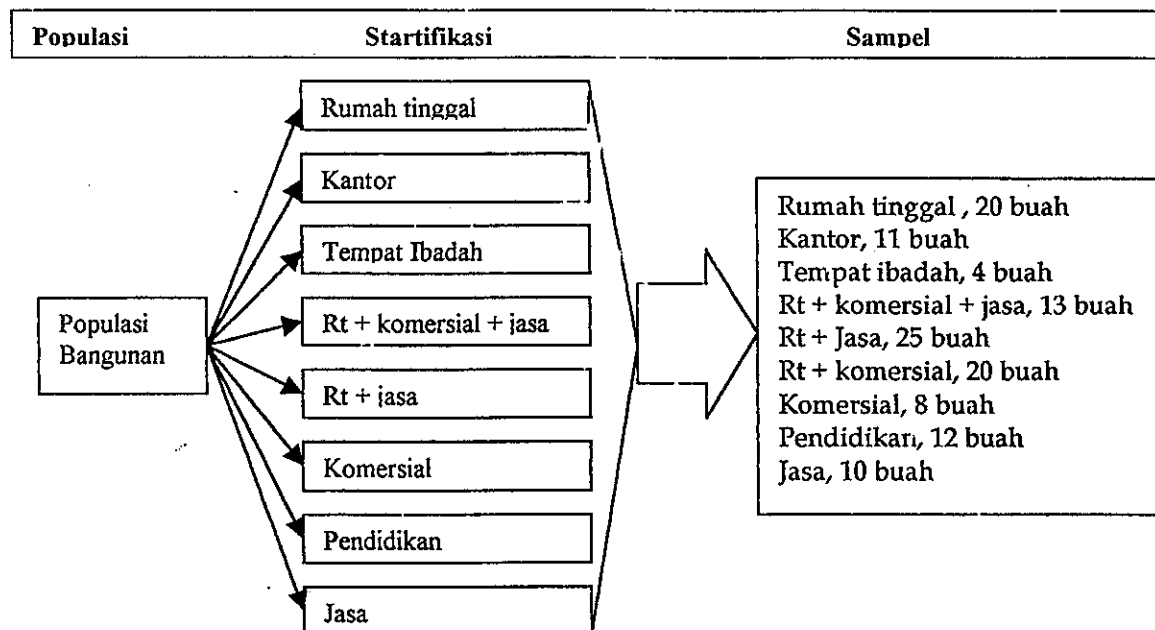 Populasi Startifikasi Sampel
Populasi
Bangunan
Rumah tinggal
Kantor
Tempat Ibadah
Rt + komersial + jasa
Rt + jasa
Komersial
Pendidikan
Jasa
Rumah tinggal , 20 buah
Kantor, 11 buah
Tempat ibadah, 4 buah
Rt + komersial + jasa, 13 buah
Rt + Jasa, 25 buah
Rt + komersial, 20 buah
Komersial, 8 buah
Pendidikan, 12 buah
Jasa, 10 buah